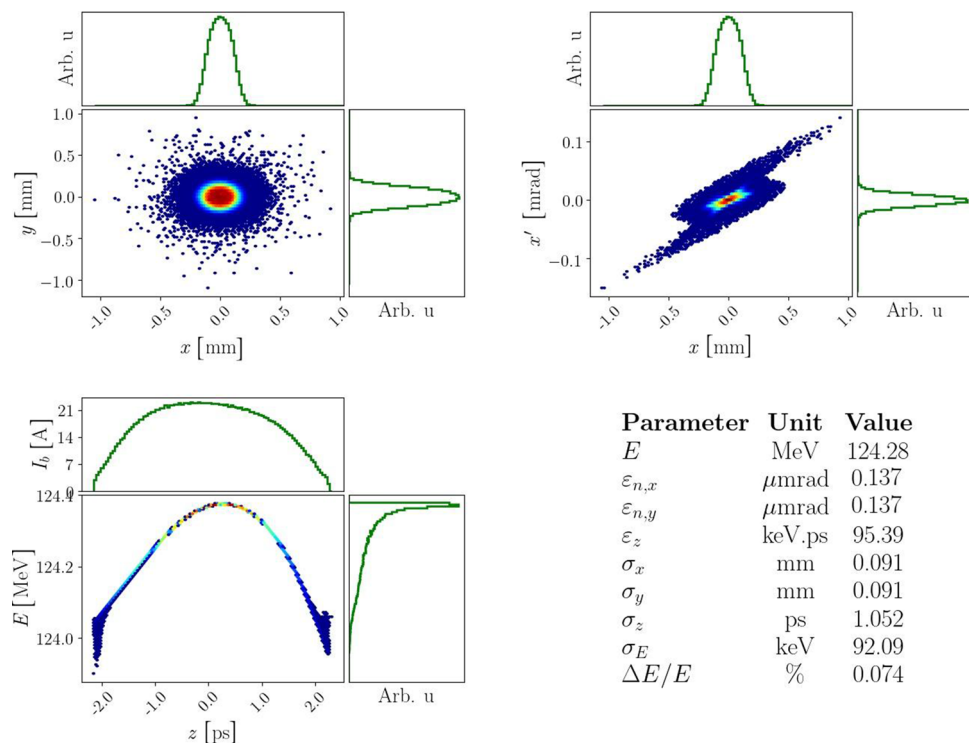 Arb. u
y [mm]
1.0
0.5
0.0
−0.5
−1.0
-1.0
-0.5
0.0
0.5
1.0
x [mm]
Arb. u
Arb. u
x′ [mrad]
0.1
0.0
−0.1
-1.0
-0.5
0.0
0.5
1.0
x [mm]
Arb. u
I_b [A]
21
14
7
0
E [MeV]
124.4
124.2
124.0
-2.0
-1.0
0.0
1.0
2.0
z [ps]
Arb. u
Parameter Unit Value
E MeV 124.28
ε_{n,x} μmrad 0.137
ε_{n,y} μmrad 0.137
ε_z keV.ps 95.39
σ_x mm 0.091
σ_y mm 0.091
σ_z ps 1.052
σ_E keV 92.09
ΔE/E % 0.074